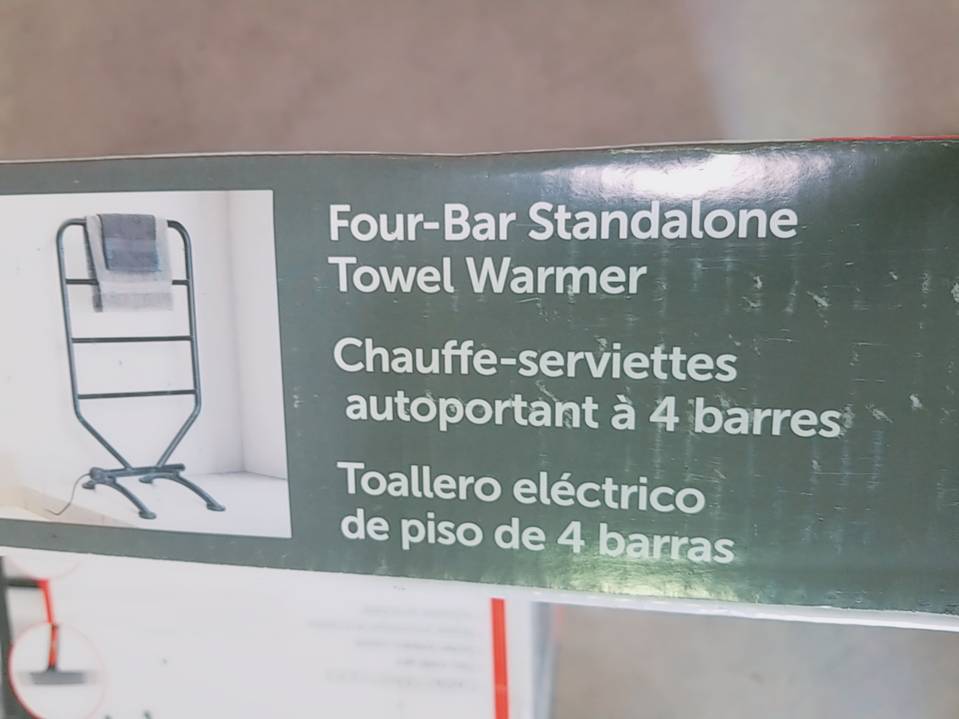 Four-Bar Standalone
Towel Warmer
Chauffe-serviettes
autoportant à 4 barres
Toallero eléctrico
de piso de 4 barras